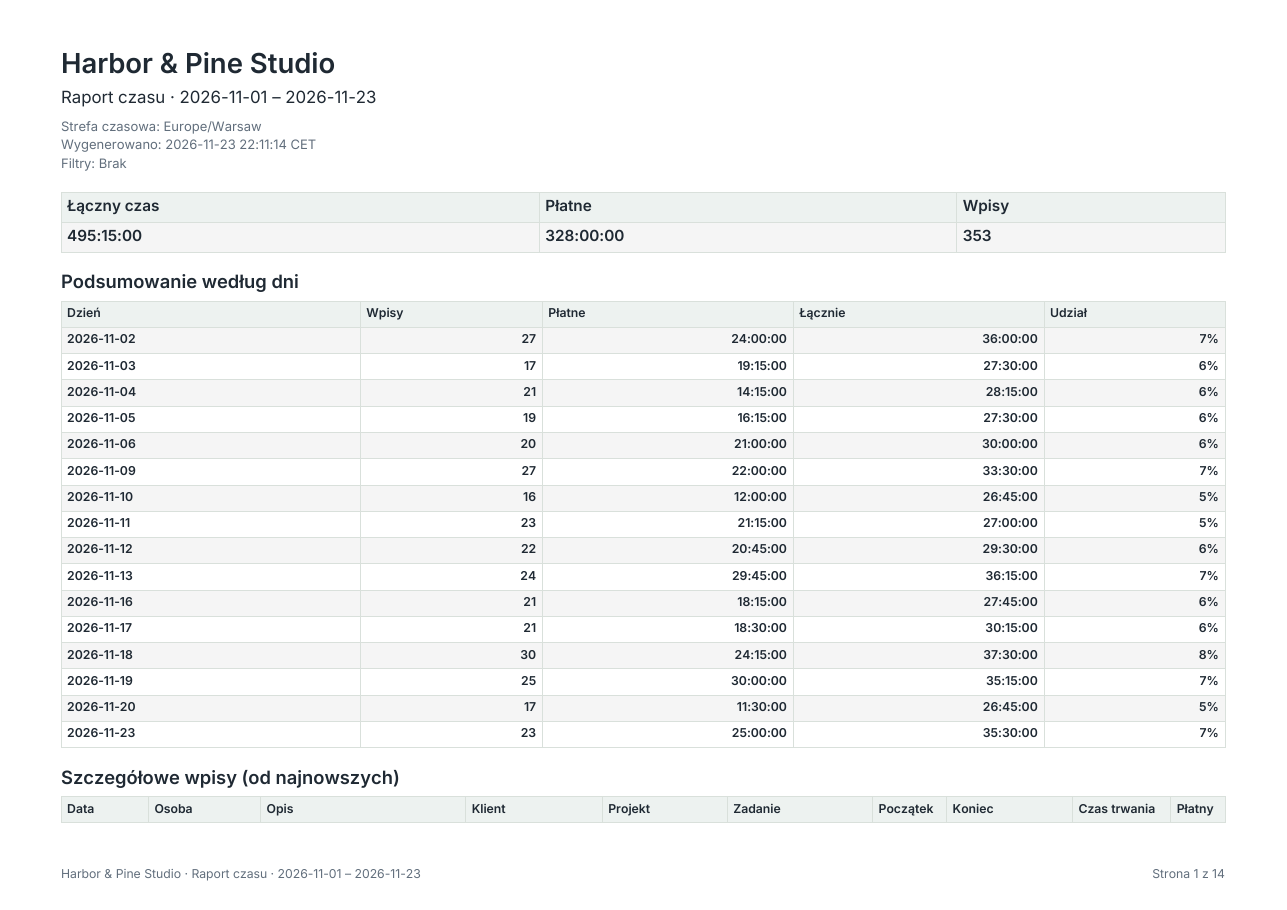 Harbor & Pine Studio
Raport czasu · 2026-11-01 – 2026-11-23
Strefa czasowa: Europe/Warsaw
Wygenerowano: 2026-11-23 22:11:14 CET
Filtry: Brak
Łączny czas Płatne Wpisy
495:15:00 328:00:00 353
Podsumowanie według dni
Dzień Wpisy Płatne Łącznie Udział
2026-11-02 27 24:00:00 36:00:00 7%
2026-11-03 17 19:15:00 27:30:00 6%
2026-11-04 21 14:15:00 28:15:00 6%
2026-11-05 19 16:15:00 27:30:00 6%
2026-11-06 20 21:00:00 30:00:00 6%
2026-11-09 27 22:00:00 33:30:00 7%
2026-11-10 16 12:00:00 26:45:00 5%
2026-11-11 23 21:15:00 27:00:00 5%
2026-11-12 22 20:45:00 29:30:00 6%
2026-11-13 24 29:45:00 36:15:00 7%
2026-11-16 21 18:15:00 27:45:00 6%
2026-11-17 21 18:30:00 30:15:00 6%
2026-11-18 30 24:15:00 37:30:00 8%
2026-11-19 25 30:00:00 35:15:00 7%
2026-11-20 17 11:30:00 26:45:00 5%
2026-11-23 23 25:00:00 35:30:00 7%
Szczegółowe wpisy (od najnowszych)
Data Osoba Opis Klient Projekt Zadanie Początek Koniec Czas trwania Płatny
Harbor & Pine Studio · Raport czasu · 2026-11-01 – 2026-11-23 Strona 1 z 14